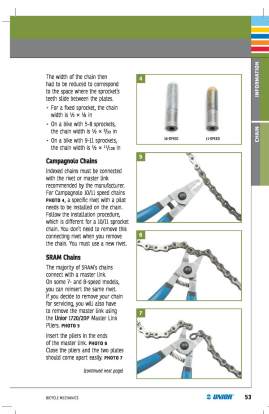 The width of the chain then
had to be reduced to correspond
to the space where the sprocket's
teeth slide between the plates.
• For a fixed sprocket, the chain
width is ½ × ⅛ in
• On a bike with 5–8 sprockets,
the chain width is ½ × 3/32 in
• On a bike with 9–11 sprockets,
the chain width is ½ × 11/128 in
Campagnolo Chains
Indexed chains must be connected
with the rivet or master link
recommended by the manufacturer.
For Campagnolo 10/11 speed chains
PHOTO 4, a specific rivet with a pilot
needs to be installed on the chain.
Follow the installation procedure,
which is different for a 10/11 sprocket
chain. You don't need to remove this
connecting rivet when you remove
the chain. You must use a new rivet.
SRAM Chains
The majority of SRAM's chains
connect with a master link.
On some 7- and 8-speed models,
you can reinsert the same rivet.
If you decide to remove your chain
for servicing, you will also have
to remove the master link using
the Unior 1720/2DP Master Link
Pliers. PHOTO 5
Insert the pliers in the ends
of the master link. PHOTO 6
Close the pliers and the two plates
should come apart easily. PHOTO 7
(continued next page)
4
10-SPEED
11-SPEED
5
6
7
INFORMATION
CHAIN
BICYCLE MECHANICS
UNIOR
53